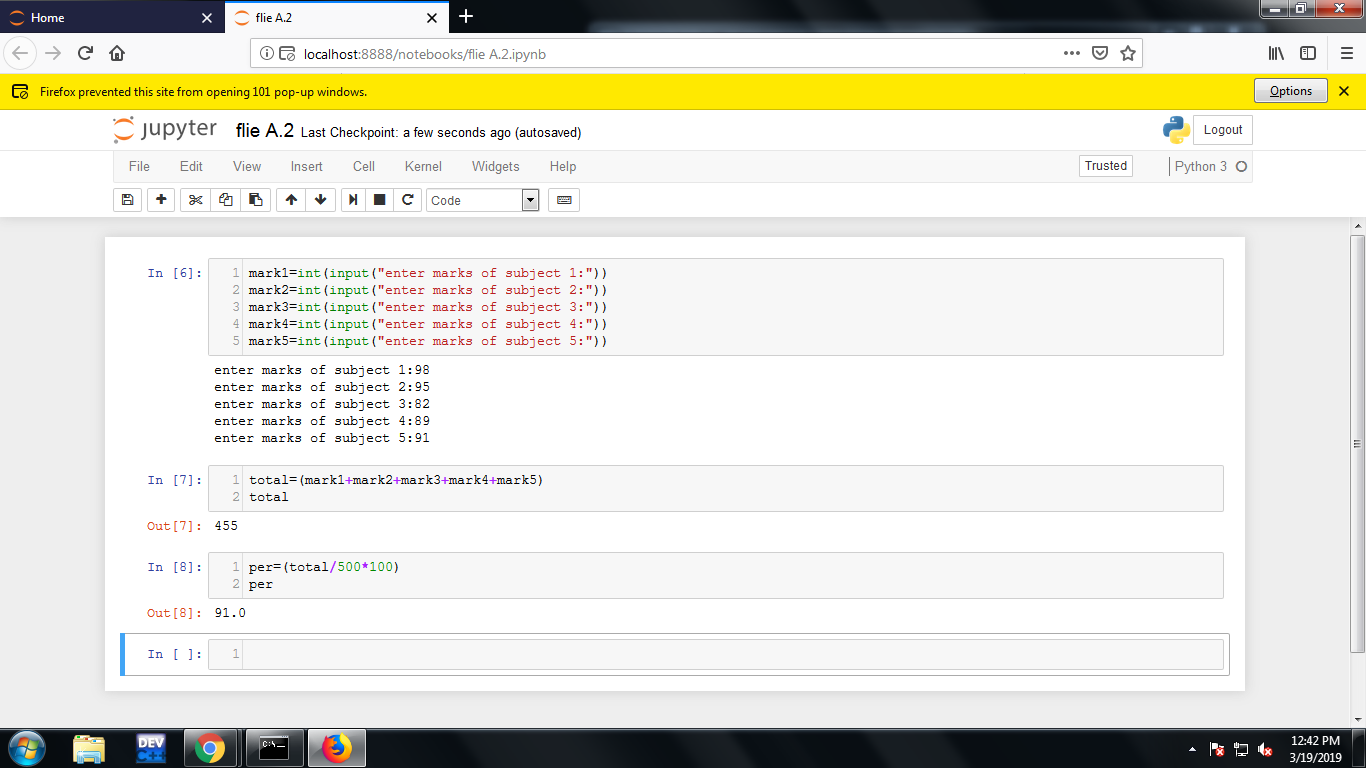 Home
flie A.2
localhost:8888/notebooks/flie A.2.ipynb
Firefox prevented this site from opening 101 pop-up windows.
Options
jupyter flie A.2 Last Checkpoint: a few seconds ago (autosaved)
Logout
File Edit View Insert Cell Kernel Widgets Help
Trusted
Python 3
Code
In [6]:
1 mark1=int(input("enter marks of subject 1:"))
2 mark2=int(input("enter marks of subject 2:"))
3 mark3=int(input("enter marks of subject 3:"))
4 mark4=int(input("enter marks of subject 4:"))
5 mark5=int(input("enter marks of subject 5:"))
enter marks of subject 1:98
enter marks of subject 2:95
enter marks of subject 3:82
enter marks of subject 4:89
enter marks of subject 5:91
In [7]:
1 total=(mark1+mark2+mark3+mark4+mark5)
2 total
Out[7]: 455
In [8]:
1 per=(total/500*100)
2 per
Out[8]: 91.0
In [ ]:
1
DEV
C:\
12:42 PM
3/19/2019